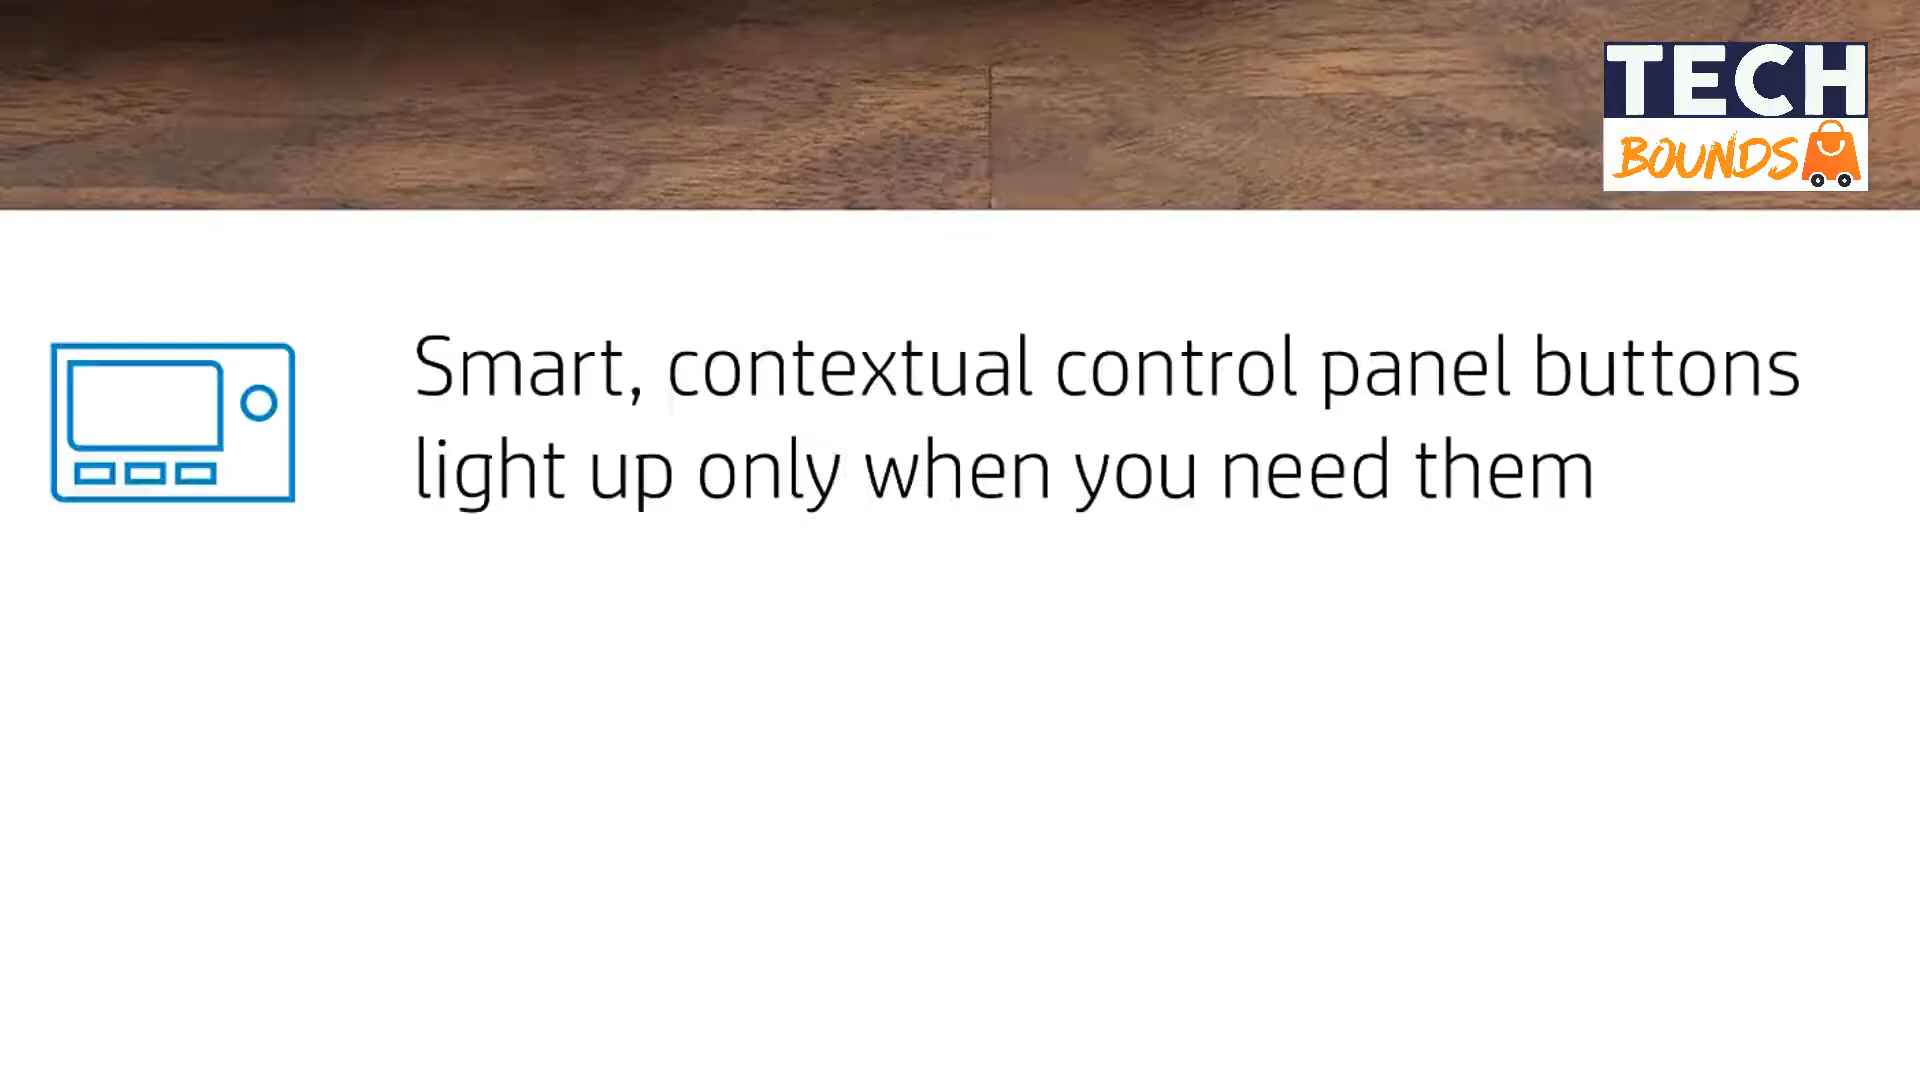 TECH
BOUNDS
Smart, contextual control panel buttons
light up only when you need them